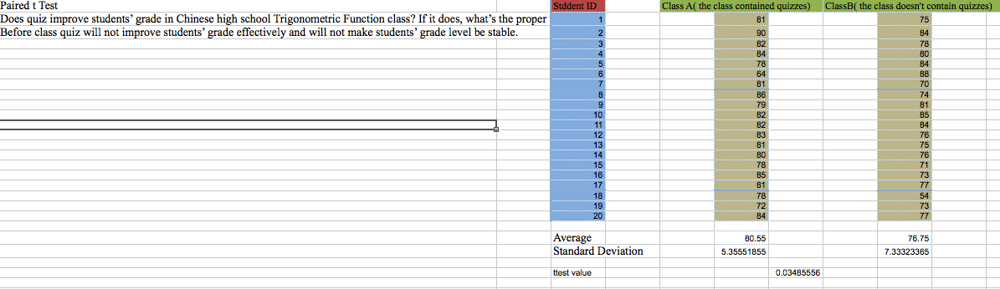 Paired t Test Stddent ID Class A( the class contained quizzes) ClassB( the class doesn't contain quizzes)
Does quiz improve students' grade in Chinese high school Trigonometric Function class? If it does, what's the proper 1 81 75
Before class quiz will not improve students' grade effectively and will not make students' grade level be stable. 2 90 84
3 82 78
4 84 80
5 78 84
6 64 88
7 81 70
8 86 74
9 79 81
10 82 85
11 82 84
12 83 76
13 81 75
14 80 76
15 78 71
16 85 73
17 81 77
18 78 54
19 72 73
20 84 77
Average 80.55 76.75
Standard Deviation 5.35551855 7.33323365
ttest value 0.03485556